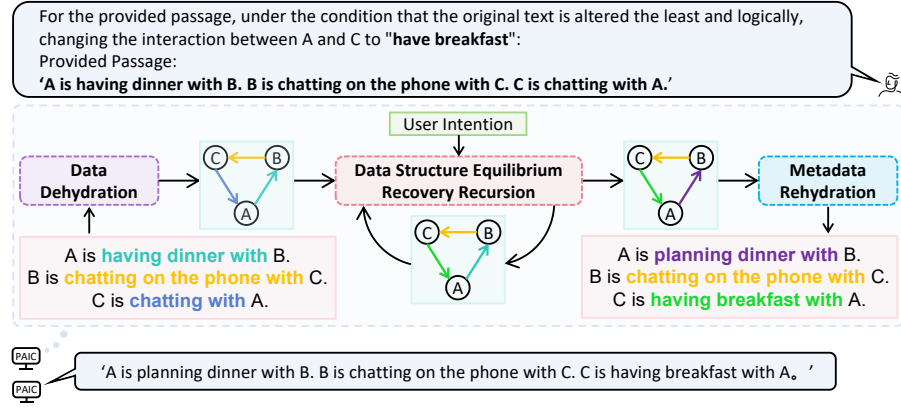 For the provided passage, under the condition that the original text is altered the least and logically,
changing the interaction between A and C to "have breakfast":
Provided Passage:
‘A is having dinner with B. B is chatting on the phone with C. C is chatting with A.’
User Intention
Data
Dehydration
C B
A
Data Structure Equilibrium
Recovery Recursion
C B
A
Metadata
Rehydration
C B
A
A is having dinner with B.
B is chatting on the phone with C.
C is chatting with A.
A is planning dinner with B.
B is chatting on the phone with C.
C is having breakfast with A.
PAIC
PAIC
‘A is planning dinner with B. B is chatting on the phone with C. C is having breakfast with A。’